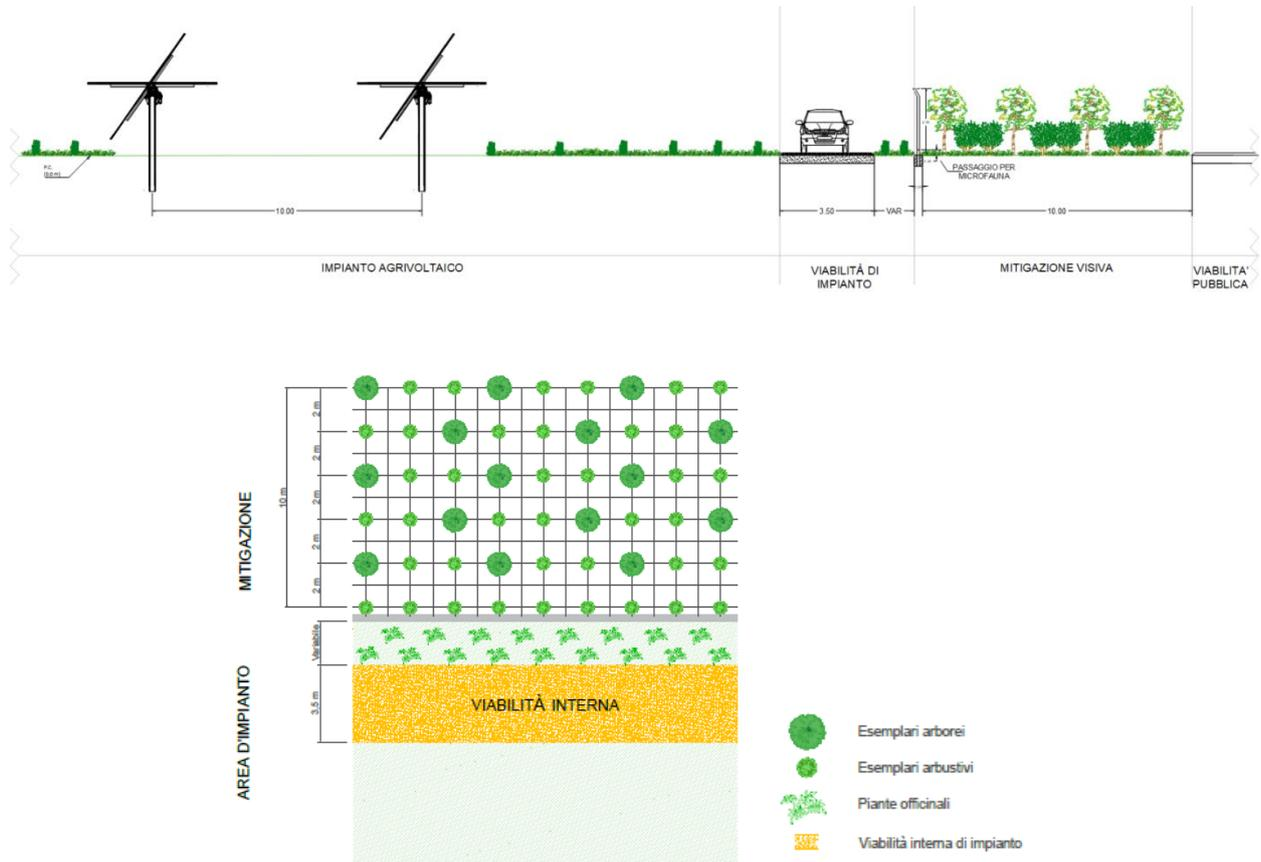 P.C.
(0.0 m)
10.00
3.50
VAR
PASSAGGIO PER
MICROFAUNA
10.00
IMPIANTO AGRIVOLTAICO
VIABILITÀ DI
IMPIANTO
MITIGAZIONE VISIVA
VIABILITA'
PUBBLICA
MITIGAZIONE
10 m
2 m
2 m
2 m
2 m
2 m
AREA D'IMPIANTO
Variabile
3,5 m
VIABILITÀ INTERNA
Esemplari arborei
Esemplari arbustivi
Piante officinali
Viabilità interna di impianto